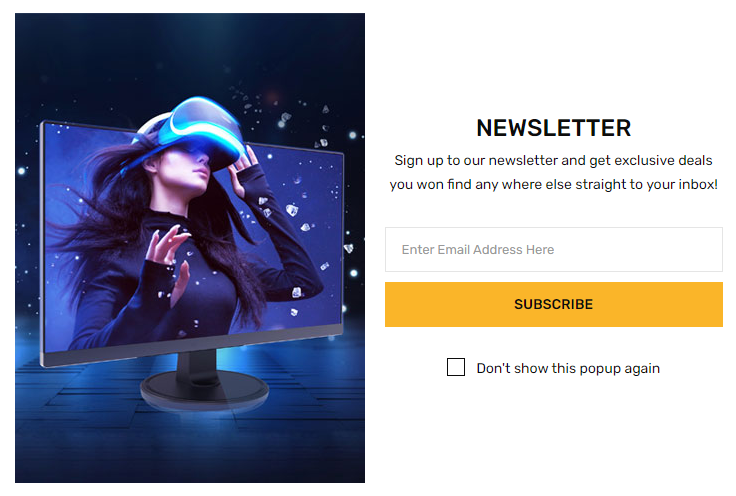 NEWSLETTER
Sign up to our newsletter and get exclusive deals
you won find any where else straight to your inbox!
Enter Email Address Here
SUBSCRIBE
Don't show this popup again